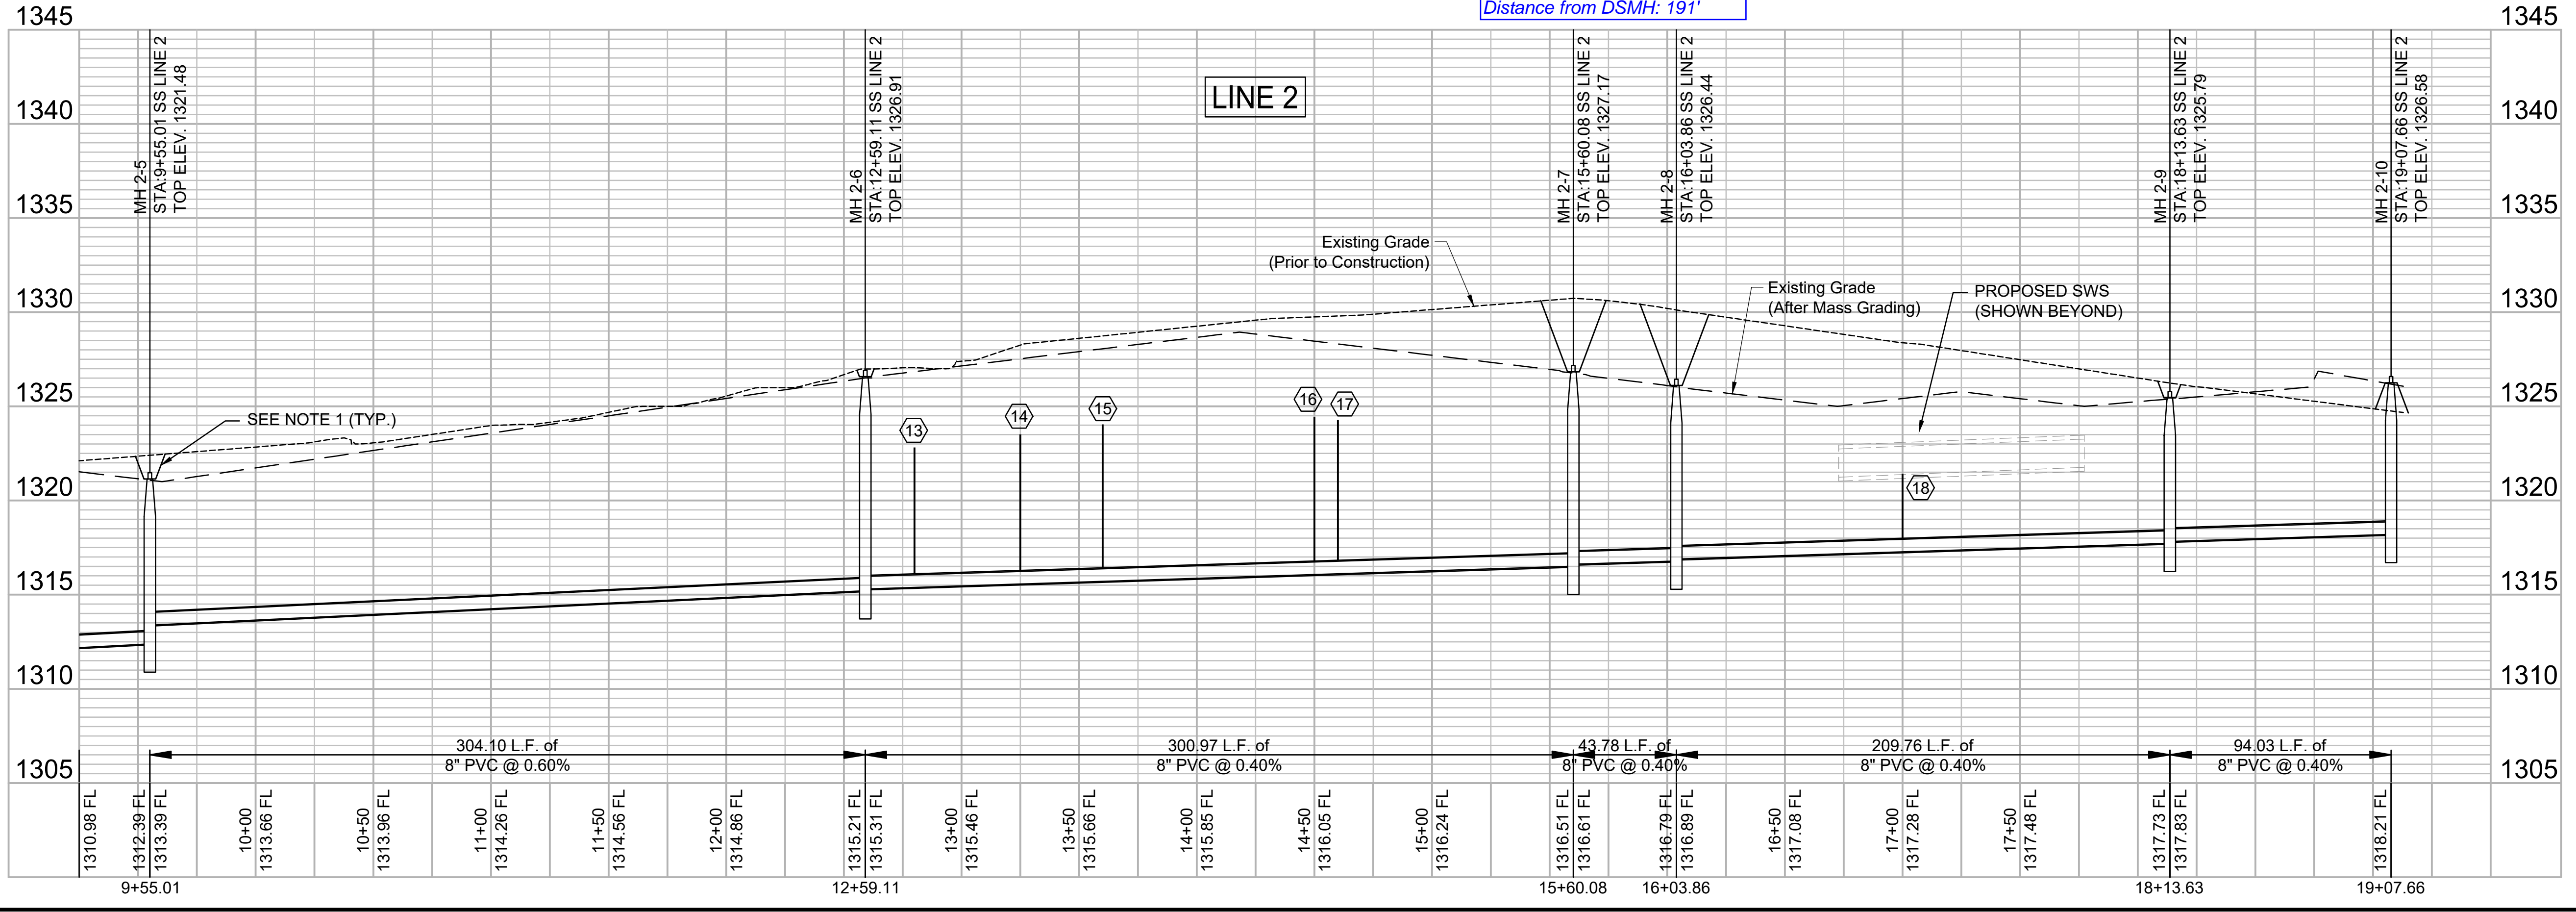 Distance from DSMH: 191'
1345
1345
1340
1340
1335
1335
1330
1330
1325
1325
1320
1320
1315
1315
1310
1310
1305
1305
LINE 2
MH 2-5
STA:9+55.01 SS LINE 2
TOP ELEV. 1321.48
MH 2-6
STA:12+59.11 SS LINE 2
TOP ELEV. 1326.91
MH 2-7
STA:15+60.08 SS LINE 2
TOP ELEV. 1327.17
MH 2-8
STA:16+03.86 SS LINE 2
TOP ELEV. 1326.44
MH 2-9
STA:18+13.63 SS LINE 2
TOP ELEV. 1325.79
MH 2-10
STA:19+07.66 SS LINE 2
TOP ELEV. 1326.58
Existing Grade
(Prior to Construction)
Existing Grade
(After Mass Grading)
PROPOSED SWS
(SHOWN BEYOND)
SEE NOTE 1 (TYP.)
13
14
15
16
17
18
304.10 L.F. of
8" PVC @ 0.60%
300.97 L.F. of
8" PVC @ 0.40%
43.78 L.F. of
8" PVC @ 0.40%
209.76 L.F. of
8" PVC @ 0.40%
94.03 L.F. of
8" PVC @ 0.40%
1310.98 FL
1312.39 FL
1313.39 FL
10+00
1313.66 FL
10+50
1313.96 FL
11+00
1314.26 FL
11+50
1314.56 FL
12+00
1314.86 FL
1315.21 FL
1315.31 FL
13+00
1315.46 FL
13+50
1315.66 FL
14+00
1315.85 FL
14+50
1316.05 FL
15+00
1316.24 FL
1316.51 FL
1316.61 FL
1316.79 FL
1316.89 FL
16+50
1317.08 FL
17+00
1317.28 FL
17+50
1317.48 FL
1317.73 FL
1317.83 FL
1318.21 FL
9+55.01
12+59.11
15+60.08
16+03.86
18+13.63
19+07.66